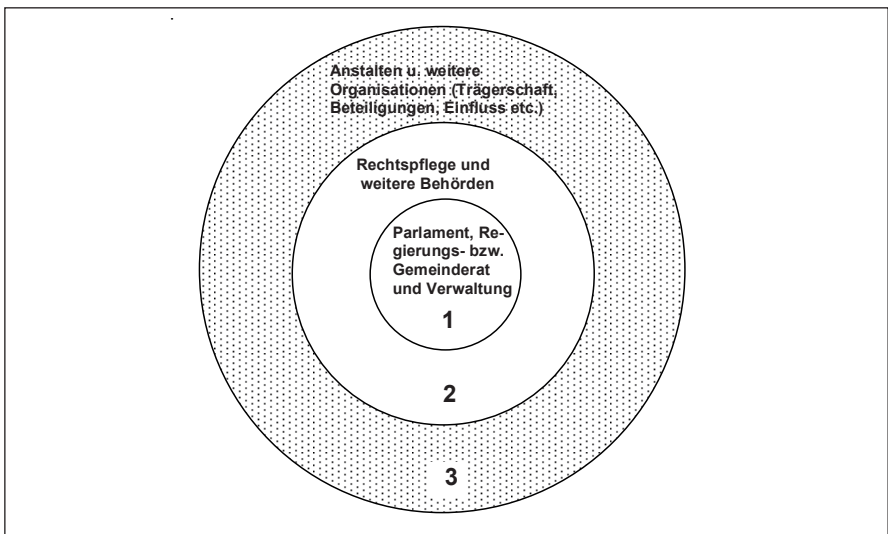 Anstalten u. weitere
Organisationen (Trägerschaft,
Beteiligungen, Einfluss etc.)
Rechtspflege und
weitere Behörden
Parlament, Re-
gierungs- bzw.
Gemeinderat
und Verwaltung
1
2
3